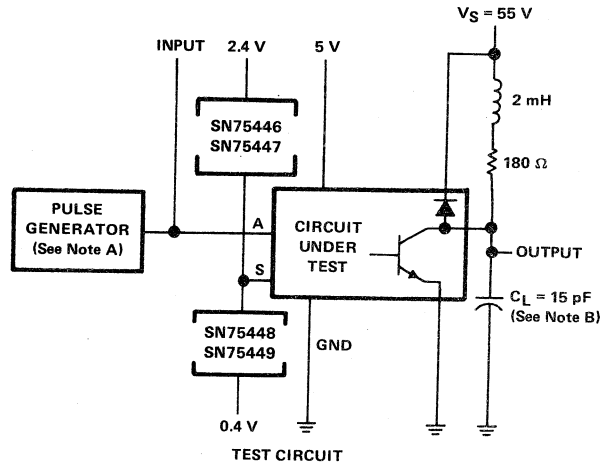 V_S = 55 V
INPUT 2.4 V 5 V
2 mH
SN75446
SN75447
180 Ω
PULSE
GENERATOR
(See Note A)
A
CIRCUIT
UNDER
TEST
S
OUTPUT
C_L = 15 pF
(See Note B)
SN75448
SN75449
GND
0.4 V
TEST CIRCUIT